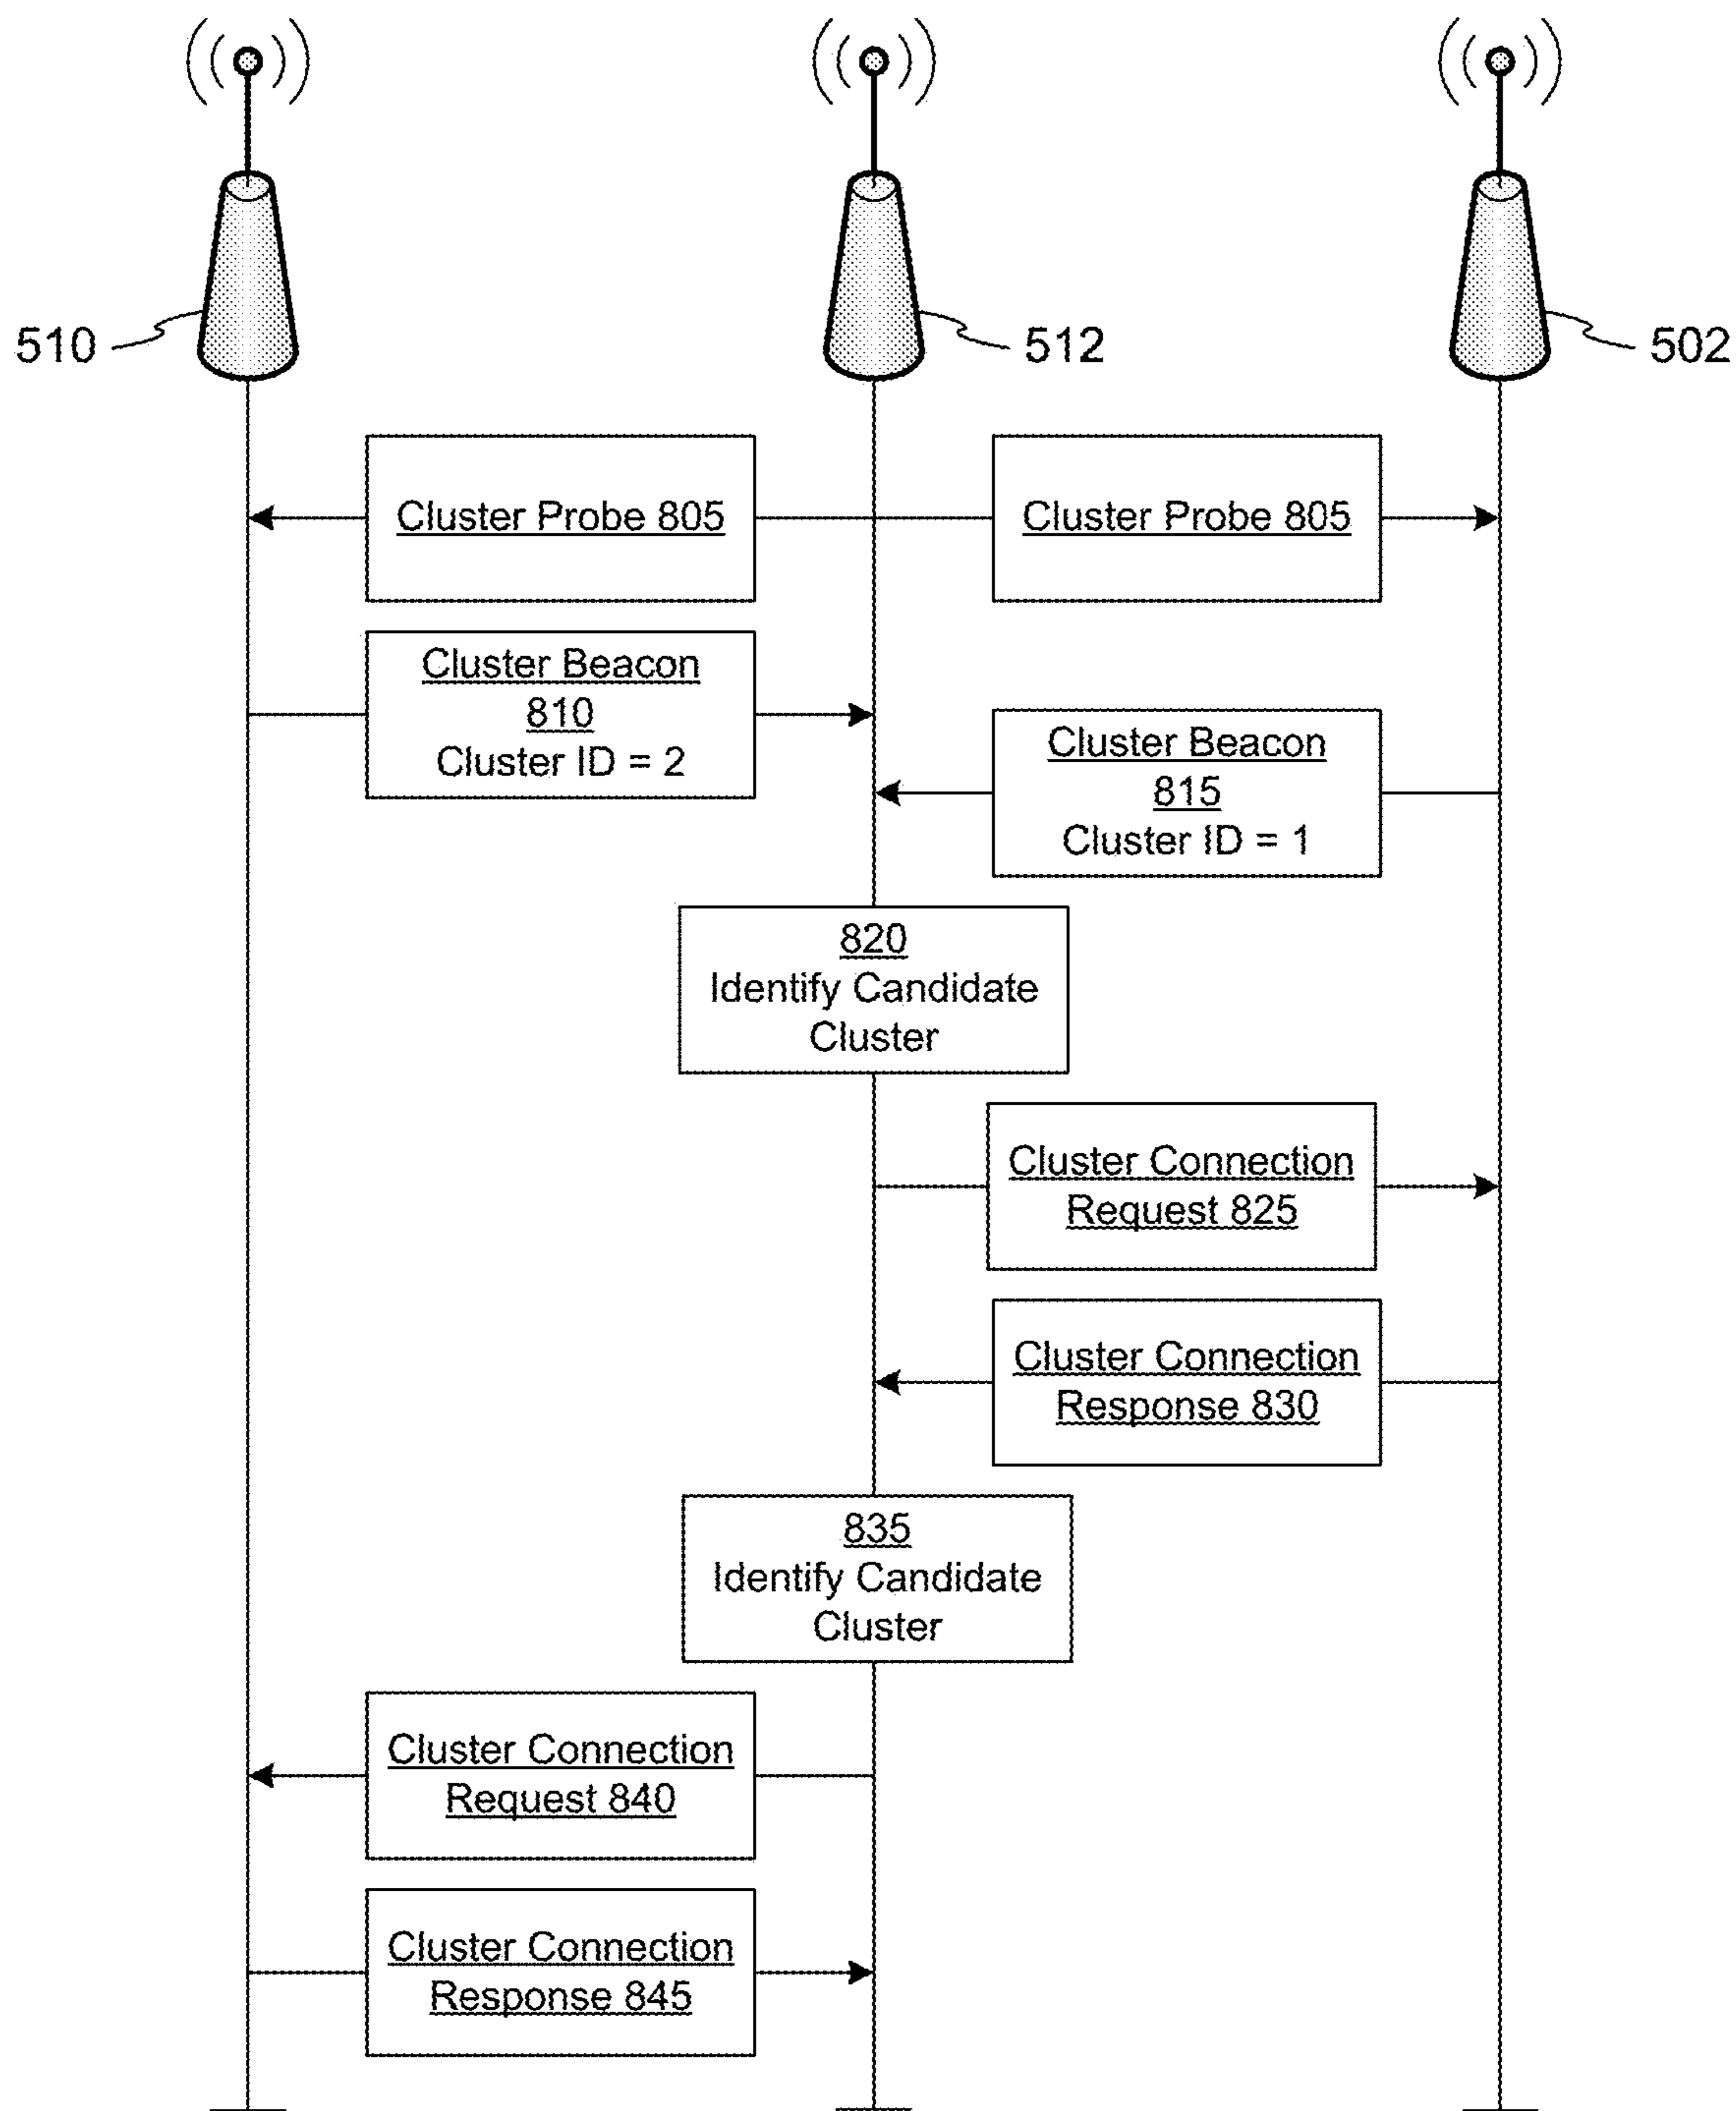 510
512
502
Cluster Probe 805
Cluster Probe 805
Cluster Beacon
810
Cluster ID = 2
Cluster Beacon
815
Cluster ID = 1
820
Identify Candidate
Cluster
Cluster Connection
Request 825
Cluster Connection
Response 830
835
Identify Candidate
Cluster
Cluster Connection
Request 840
Cluster Connection
Response 845